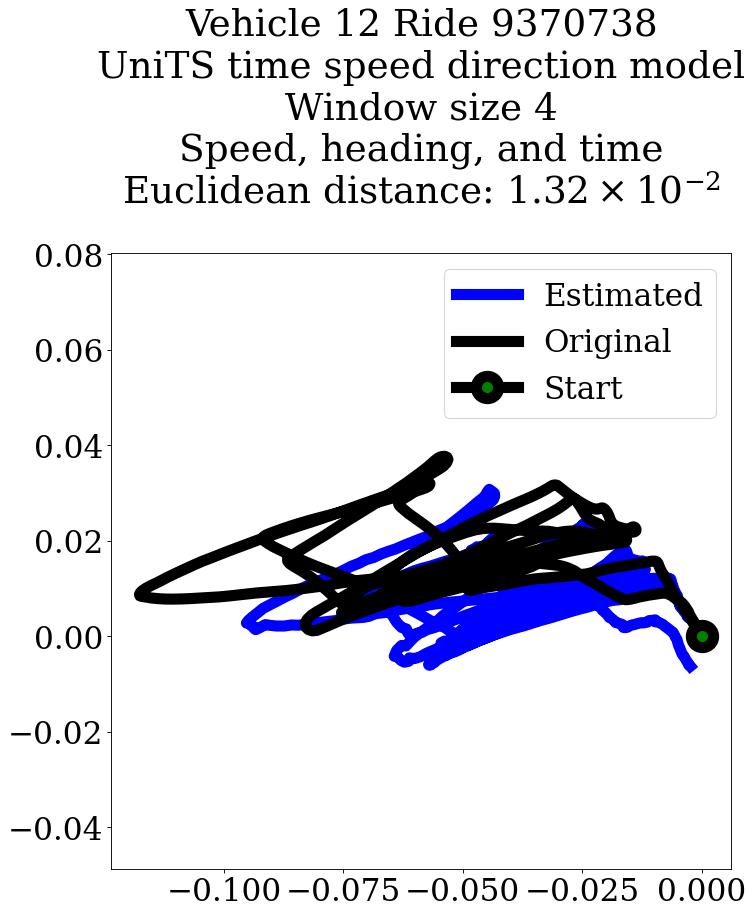 Vehicle 12 Ride 9370738
UniTS time speed direction model
Window size 4
Speed, heading, and time
Euclidean distance: 1.32 × 10⁻²
0.08
0.06
0.04
0.02
0.00
−0.02
−0.04
Estimated
Original
Start
−0.100 −0.075 −0.050 −0.025 0.000